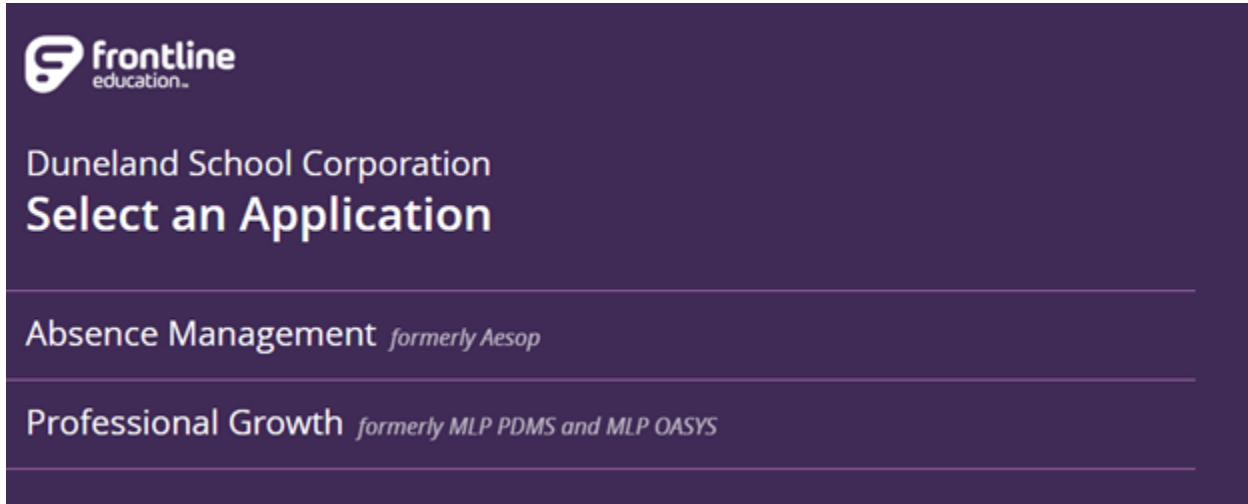 frontline
education™
Duneland School Corporation
Select an Application
Absence Management formerly Aesop
Professional Growth formerly MLP PDMS and MLP OASYS